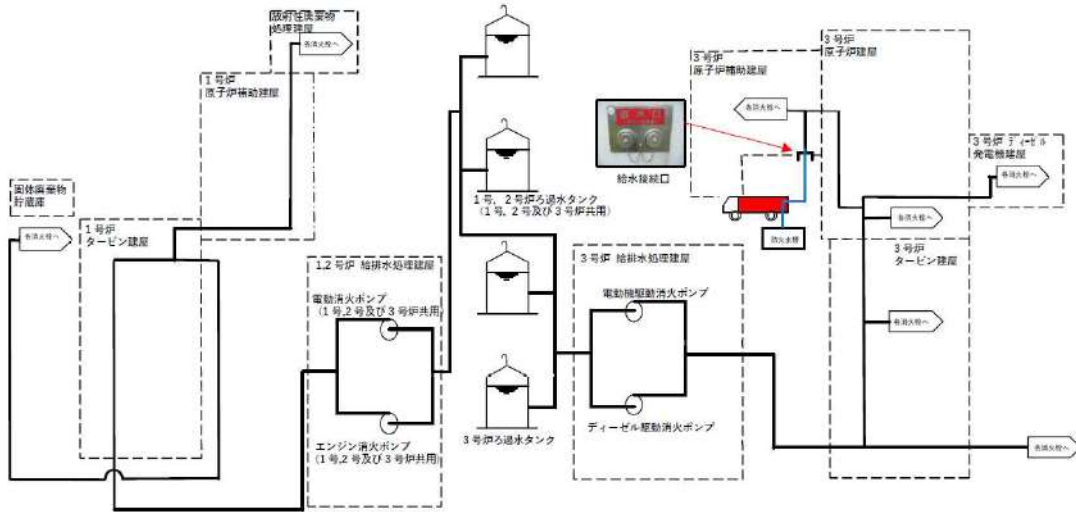 放射性廃棄物
処理建屋
各消火栓へ
1号炉
原子炉補助建屋
固体廃棄物
貯蔵庫
各消火栓へ
1号炉
タービン建屋
1,2号炉 給排水処理建屋
電動消火ポンプ
(1号,2号及び3号炉共用)
エンジン消火ポンプ
(1号,2号及び3号炉共用)
1号、2号炉ろ過水タンク
(1号、2号及び3号炉共用)
3号炉ろ過水タンク
3号炉 給排水処理建屋
電動機駆動消火ポンプ
ディーゼル駆動消火ポンプ
給水接続口
3号炉
原子炉補助建屋
各消火栓へ
防火水槽
3号炉
原子炉建屋
3号炉 ディーゼル
発電機建屋
各消火栓へ
各消火栓へ
3号炉
タービン建屋
各消火栓へ
各消火栓へ